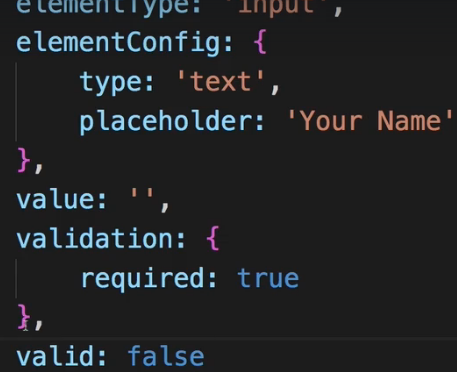 elementType: 'input',
elementConfig: {
type: 'text',
placeholder: 'Your Name'
},
value: '',
validation: {
required: true
},
valid: false